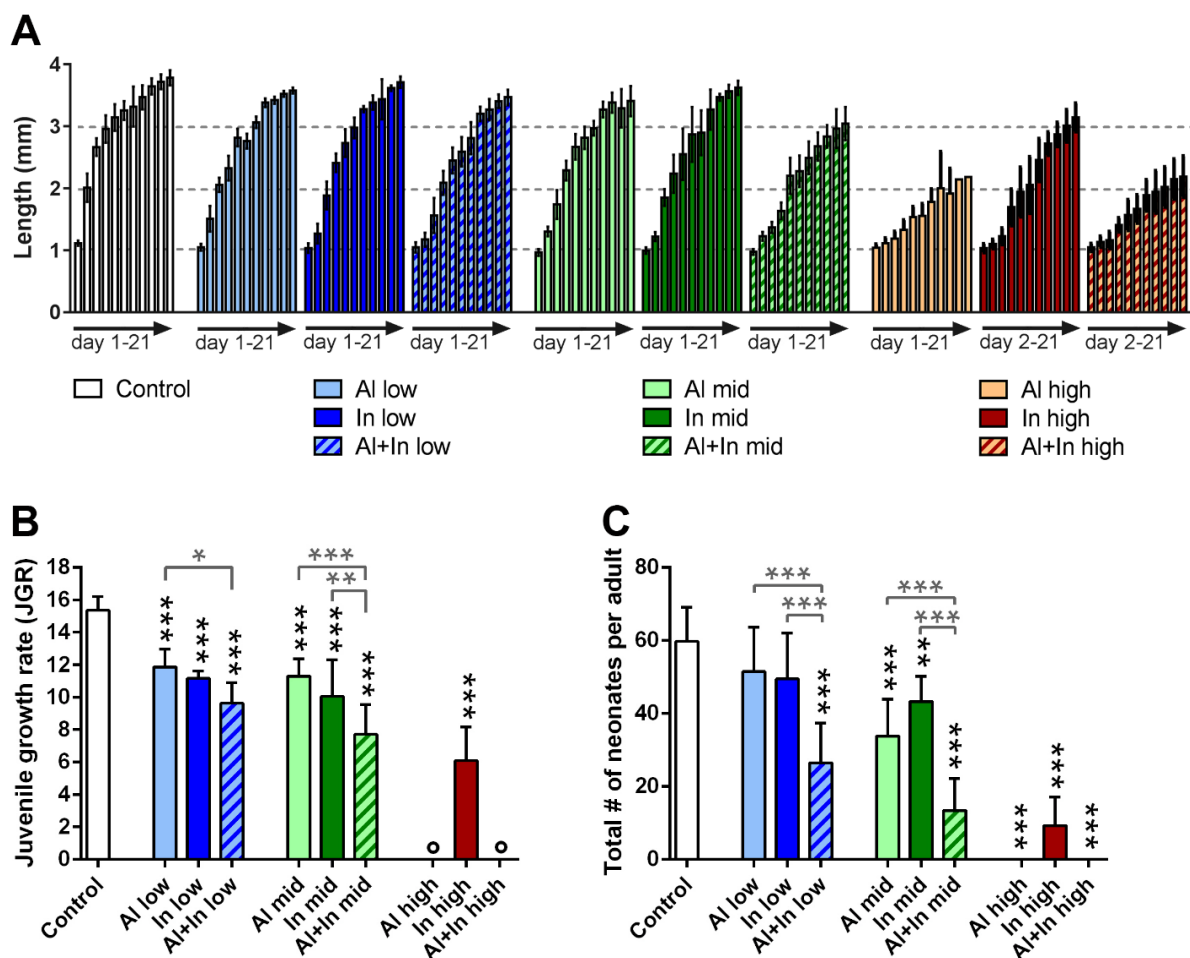 A
Length (mm)
4
3
2
1
0
day 1-21 day 1-21 day 1-21 day 1-21 day 1-21 day 1-21 day 1-21 day 1-21 day 2-21 day 2-21
Control Al low Al mid Al high
In low In mid In high
Al+In low Al+In mid Al+In high
B
Juvenile growth rate (JGR)
18
16
14
12
10
8
6
4
2
0
* *** **
*** *** *** *** *** *** ***
Control Al low In low Al+In low Al mid In mid Al+In mid Al high In high Al+In high
C
Total # of neonates per adult
80
60
40
20
0
*** *** *** ***
*** *** ** *** *** *** ***
Control Al low In low Al+In low Al mid In mid Al+In mid Al high In high Al+In high